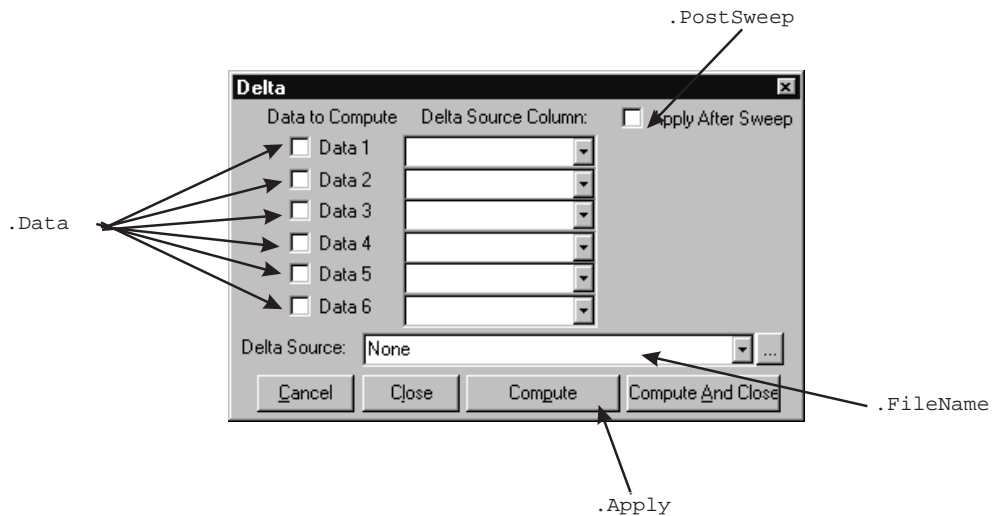 .PostSweep
Delta
Data to Compute Delta Source Column: Apply After Sweep
Data 1
Data 2
Data 3
.Data
Data 4
Data 5
Data 6
Delta Source: None ...
Cancel Close Compute Compute And Close
.FileName
.Apply